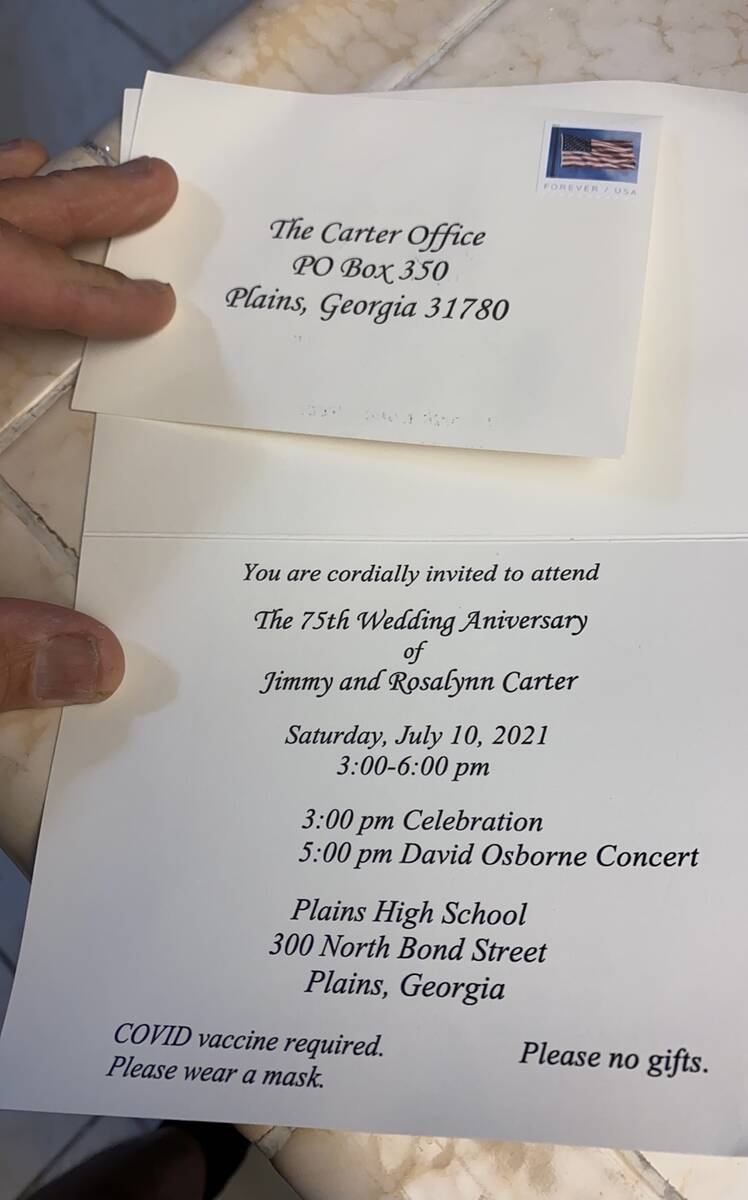 FOREVER / USA
The Carter Office
PO Box 350
Plains, Georgia 31780
You are cordially invited to attend
The 75th Wedding Aniversary
of
Jimmy and Rosalynn Carter
Saturday, July 10, 2021
3:00-6:00 pm
3:00 pm Celebration
5:00 pm David Osborne Concert
Plains High School
300 North Bond Street
Plains, Georgia
COVID vaccine required.
Please wear a mask.
Please no gifts.